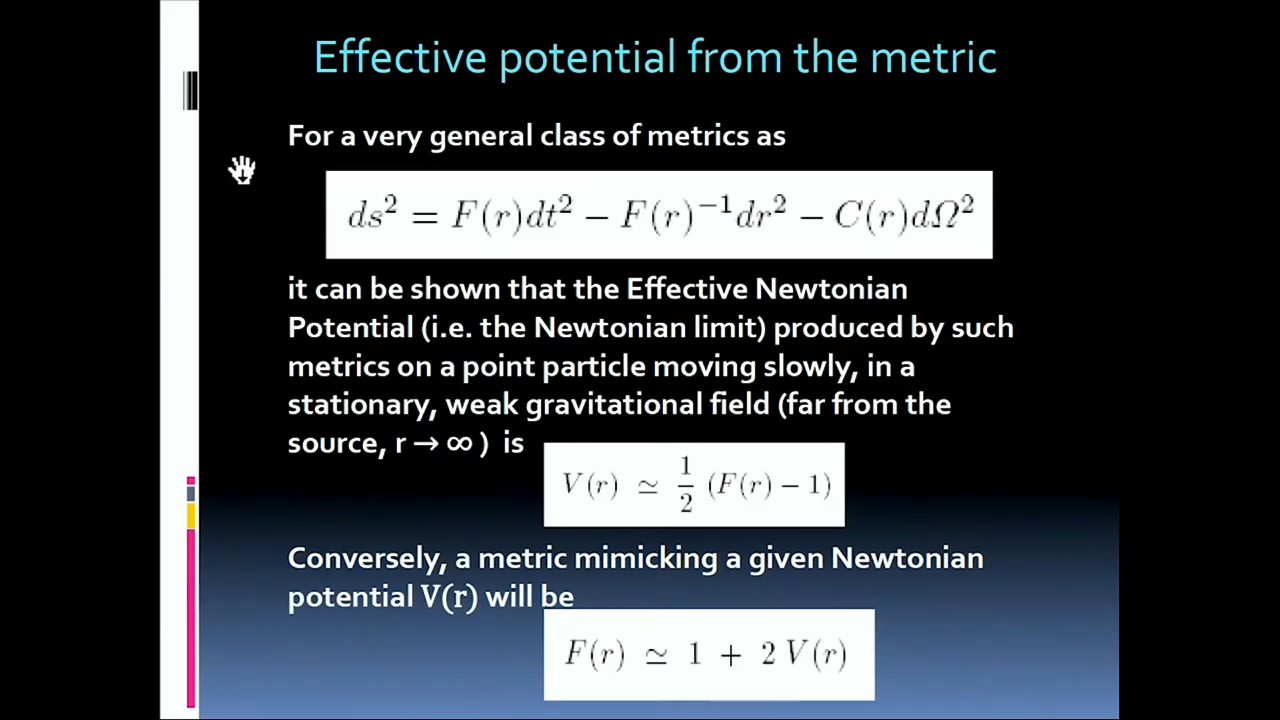 Effective potential from the metric
For a very general class of metrics as
ds² = F(r)dt² − F(r)⁻¹dr² − C(r)dΩ²
it can be shown that the Effective Newtonian
Potential (i.e. the Newtonian limit) produced by such
metrics on a point particle moving slowly, in a
stationary, weak gravitational field (far from the
source, r → ∞ ) is
V(r) ≃ 1/2 (F(r) − 1)
Conversely, a metric mimicking a given Newtonian
potential V(r) will be
F(r) ≃ 1 + 2 V(r)